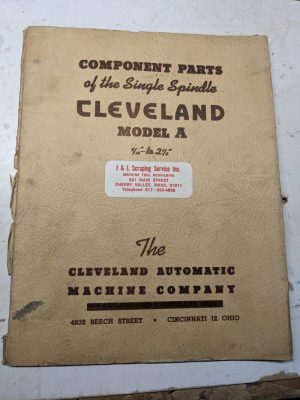 COMPONENT PARTS
of the Single Spindle
CLEVELAND
MODEL A
J & L Scraping Service Inc.
MACHINE TOOL REBUILDING
581 MAIN STREET
CHERRY VALLEY, MASS. 01611
The
CLEVELAND AUTOMATIC
MACHINE COMPANY
4932 BEECH STREET • CINCINNATI 12, OHIO